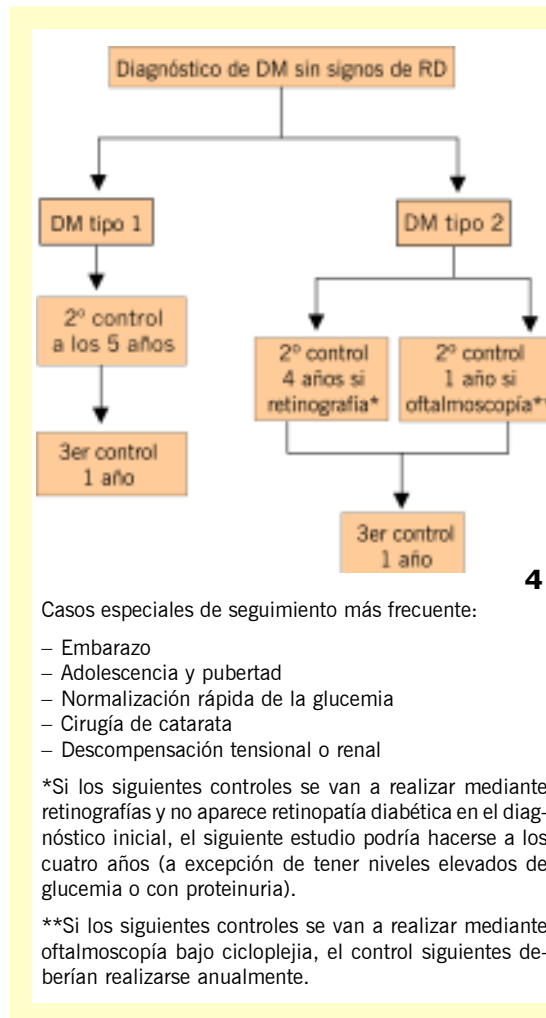 Diagnóstico de DM sin signos de RD
DM tipo 1
DM tipo 2
2º control
a los 5 años
2º control
4 años si
retinografia*
2º control
1 año si
oftalmoscopía**
3er control
1 año
3er control
1 año
4
Casos especiales de seguimiento más frecuente:
– Embarazo
– Adolescencia y pubertad
– Normalización rápida de la glucemia
– Cirugía de catarata
– Descompensación tensional o renal
*Si los siguientes controles se van a realizar mediante
retinografías y no aparece retinopatía diabética en el diag-
nóstico inicial, el siguiente estudio podría hacerse a los
cuatro años (a excepción de tener niveles elevados de
glucemia o con proteinuria).
**Si los siguientes controles se van a realizar mediante
oftalmoscopía bajo cicloplejia, el control siguientes de-
berían realizarse anualmente.